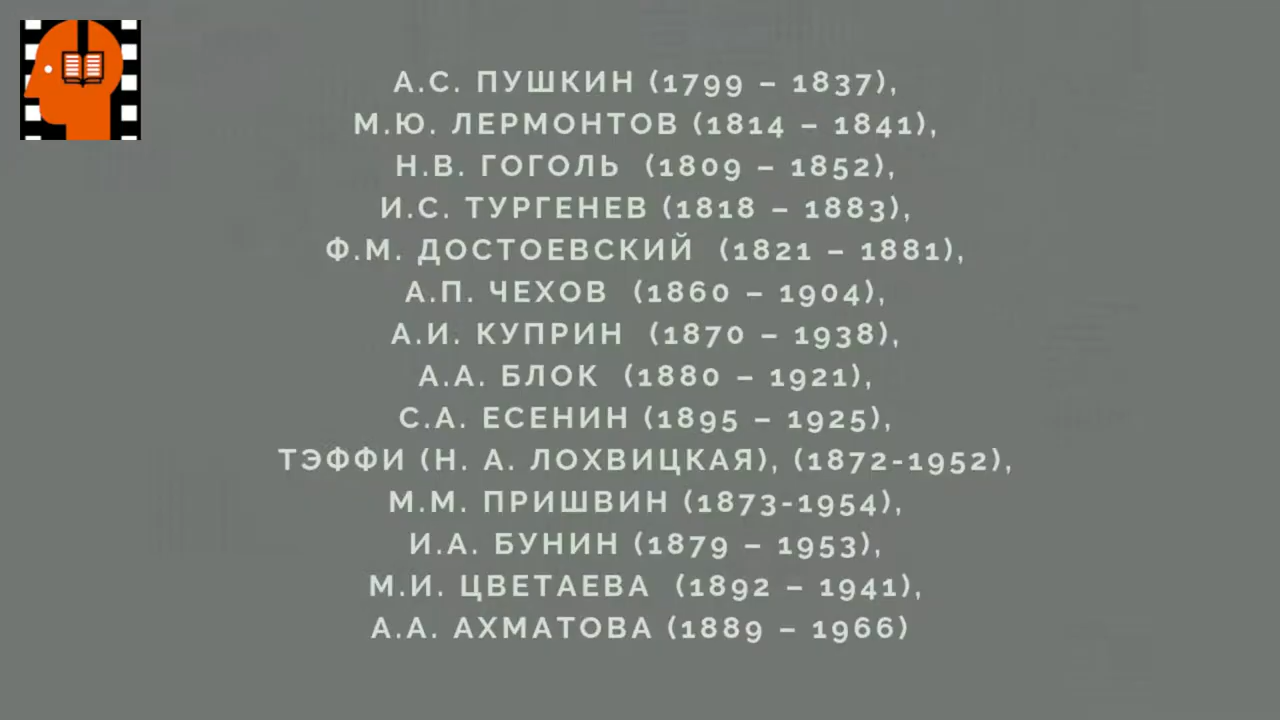 А.С. ПУШКИН (1799 – 1837),
М.Ю. ЛЕРМОНТОВ (1814 – 1841),
Н.В. ГОГОЛЬ (1809 – 1852),
И.С. ТУРГЕНЕВ (1818 – 1883),
Ф.М. ДОСТОЕВСКИЙ (1821 – 1881),
А.П. ЧЕХОВ (1860 – 1904),
А.И. КУПРИН (1870 – 1938),
А.А. БЛОК (1880 – 1921),
С.А. ЕСЕНИН (1895 – 1925),
ТЭФФИ (Н. А. ЛОХВИЦКАЯ), (1872-1952),
М.М. ПРИШВИН (1873-1954),
И.А. БУНИН (1879 – 1953),
М.И. ЦВЕТАЕВА (1892 – 1941),
А.А. АХМАТОВА (1889 – 1966)